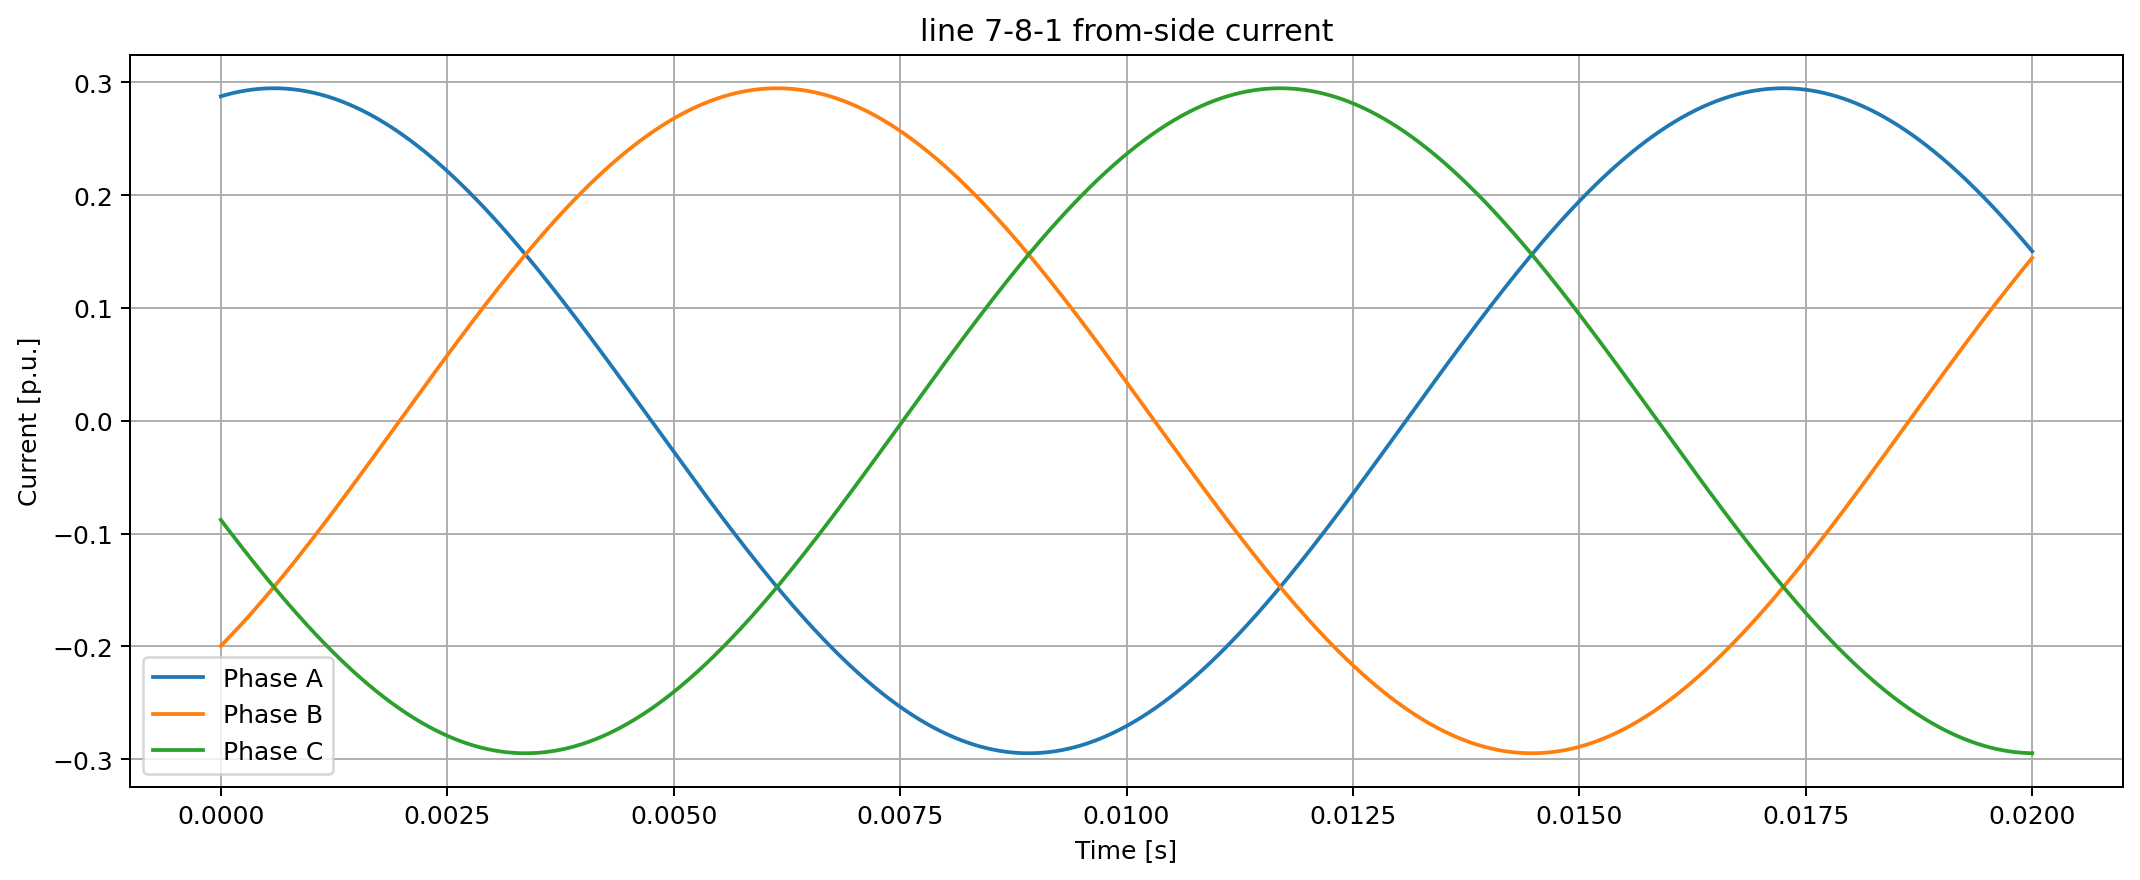 line 7-8-1 from-side current
0.3
0.2
0.1
0.0
−0.1
−0.2
−0.3
Current [p.u.]
Phase A
Phase B
Phase C
0.0000 0.0025 0.0050 0.0075 0.0100 0.0125 0.0150 0.0175 0.0200
Time [s]